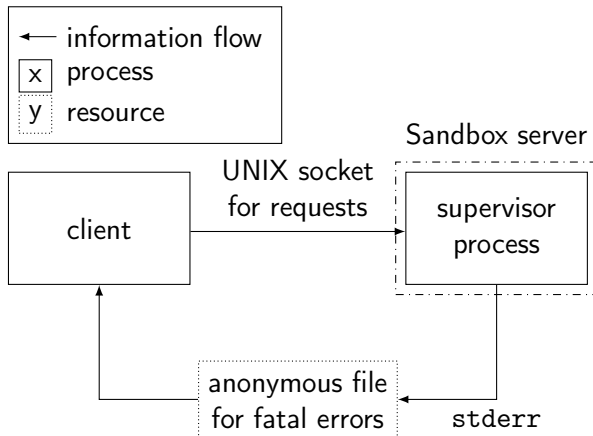 information flow
x process
y resource
Sandbox server
UNIX socket
for requests
client
supervisor
process
anonymous file
for fatal errors
stderr